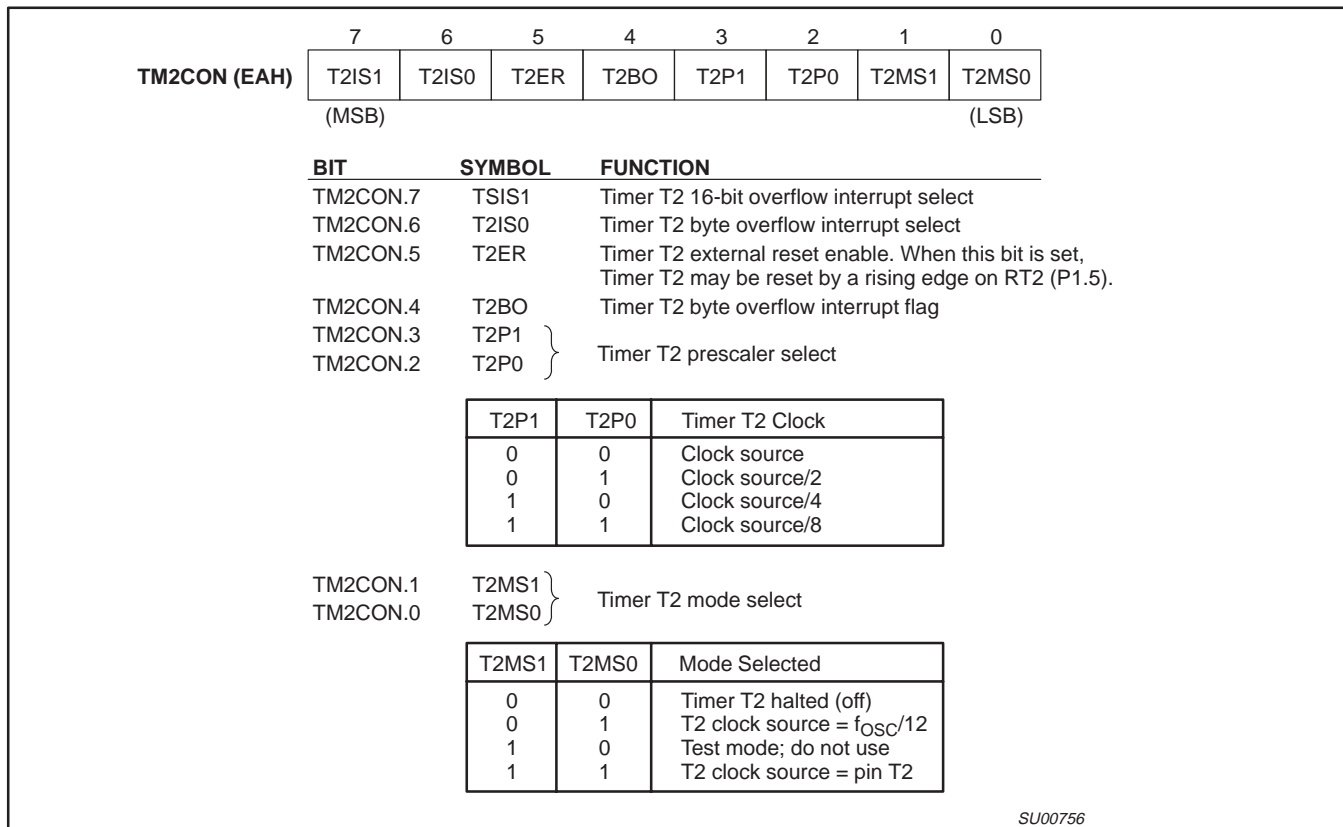 7 6 5 4 3 2 1 0
TM2CON (EAH) T2IS1 T2IS0 T2ER T2BO T2P1 T2P0 T2MS1 T2MS0
(MSB) (LSB)
BIT SYMBOL FUNCTION
TM2CON.7 TSIS1 Timer T2 16-bit overflow interrupt select
TM2CON.6 T2IS0 Timer T2 byte overflow interrupt select
TM2CON.5 T2ER Timer T2 external reset enable. When this bit is set,
Timer T2 may be reset by a rising edge on RT2 (P1.5).
TM2CON.4 T2BO Timer T2 byte overflow interrupt flag
TM2CON.3 T2P1
Timer T2 prescaler select
TM2CON.2 T2P0
T2P1 T2P0 Timer T2 Clock
0 0 Clock source
0 1 Clock source/2
1 0 Clock source/4
1 1 Clock source/8
TM2CON.1 T2MS1
Timer T2 mode select
TM2CON.0 T2MS0
T2MS1 T2MS0 Mode Selected
0 0 Timer T2 halted (off)
0 1 T2 clock source = fOSC/12
1 0 Test mode; do not use
1 1 T2 clock source = pin T2
SU00756